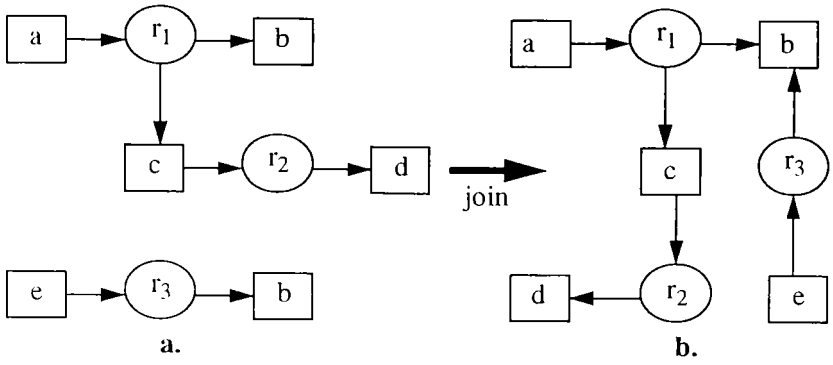 a r₁ b
c r₂ d
e r₃ b
a.
join
a r₁ b
c r₃
d r₂ e
b.